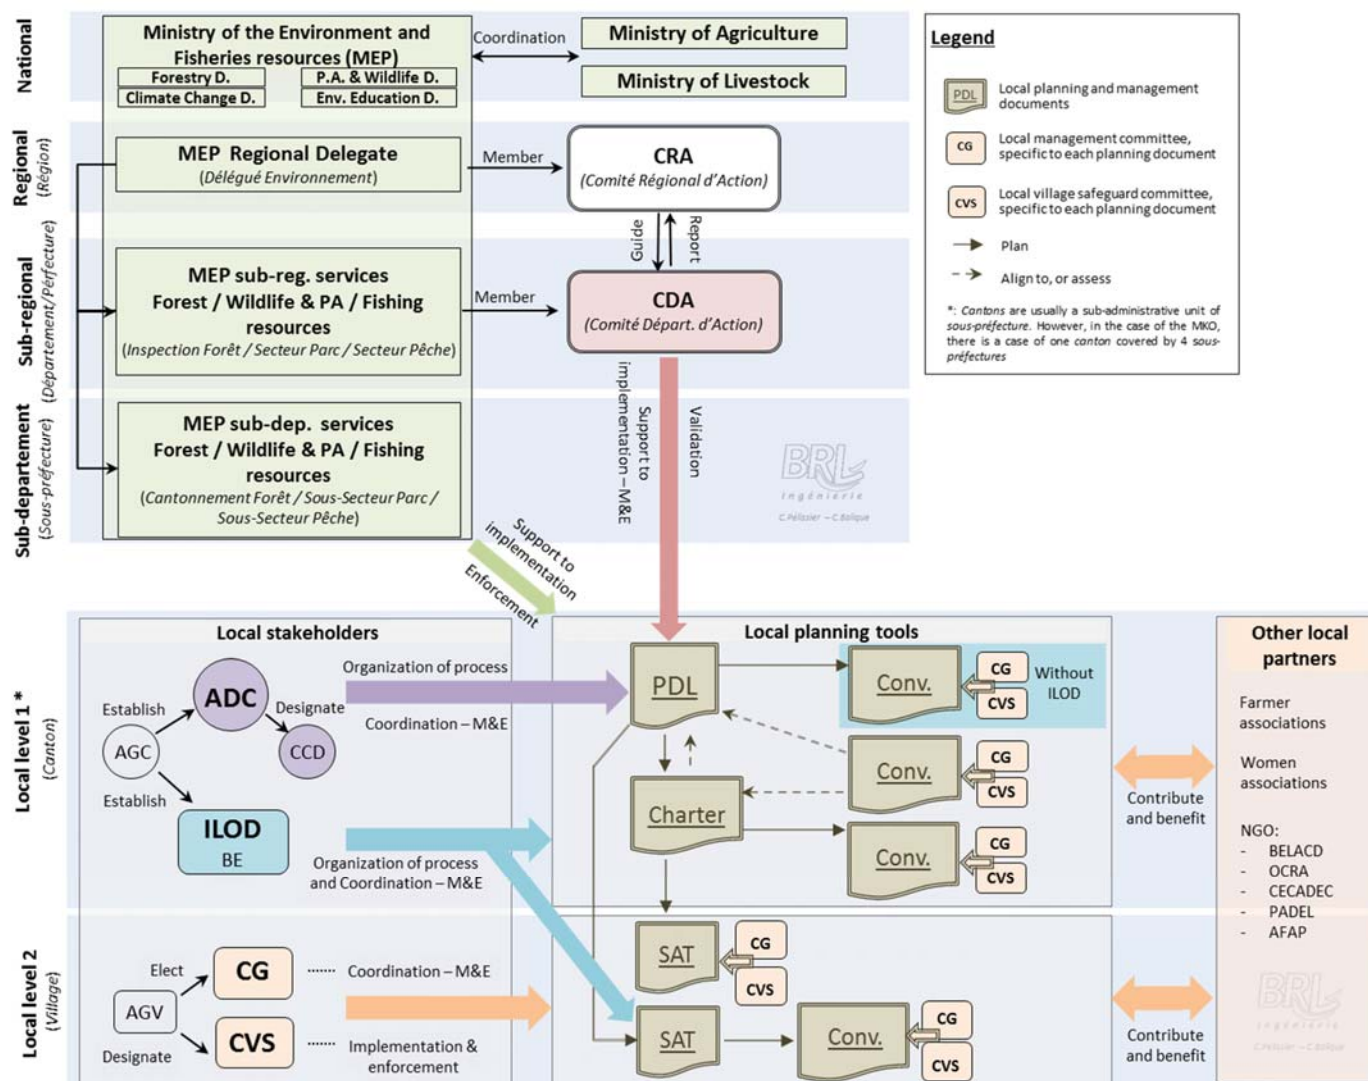 National
Ministry of the Environment and
Fisheries resources (MEP)
Forestry D.
P.A. & Wildlife D.
Climate Change D.
Env. Education D.
Coordination
Ministry of Agriculture
Ministry of Livestock
Regional
(Région)
MEP Regional Delegate
(Délégué Environnement)
Member
CRA
(Comité Régional d'Action)
Guide
Report
Sub-regional
(Département/Pérfecture)
MEP sub-reg. services
Forest / Wildlife & PA / Fishing
resources
(Inspection Forêt / Secteur Parc / Secteur Pêche)
Member
CDA
(Comité Départ. d'Action)
Sub-departement
(Sous-préfecture)
MEP sub-dep. services
Forest / Wildlife & PA / Fishing
resources
(Cantonnement Forêt / Sous-Secteur Parc /
Sous-Secteur Pêche)
Support to
implementation – M&E
Validation
BRL
Ingénierie
C.Pélissier – C.Bolique
Legend
PDL
Local planning and management
documents
CG
Local management committee,
specific to each planning document
CVS
Local village safeguard committee,
specific to each planning document
Plan
Align to, or assess
*: Cantons are usually a sub-administrative unit of
sous-préfecture. However, in the case of the MKO,
there is a case of one canton covered by 4 sous-
préfectures
Support to
implementation
Enforcement
Local level 1 *
(Canton)
Local stakeholders
ADC
Establish
Designate
AGC
CCD
Establish
ILOD
BE
Organization of process
Coordination – M&E
Organization of process
and Coordination – M&E
Local planning tools
PDL
Conv.
CG
CVS
Without
ILOD
Conv.
CG
CVS
Charter
Conv.
CG
CVS
Contribute
and benefit
Other local
partners
Farmer
associations
Women
associations
NGO:
- BELACD
- OCRA
- CECADEC
- PADEL
- AFAP
Local level 2
(Village)
Elect
CG
Coordination – M&E
AGV
Designate
CVS
Implementation &
enforcement
SAT
CG
CVS
SAT
Conv.
CG
CVS
Contribute
and benefit
BRL
Ingénierie
C.Pélissier – C.Bolique